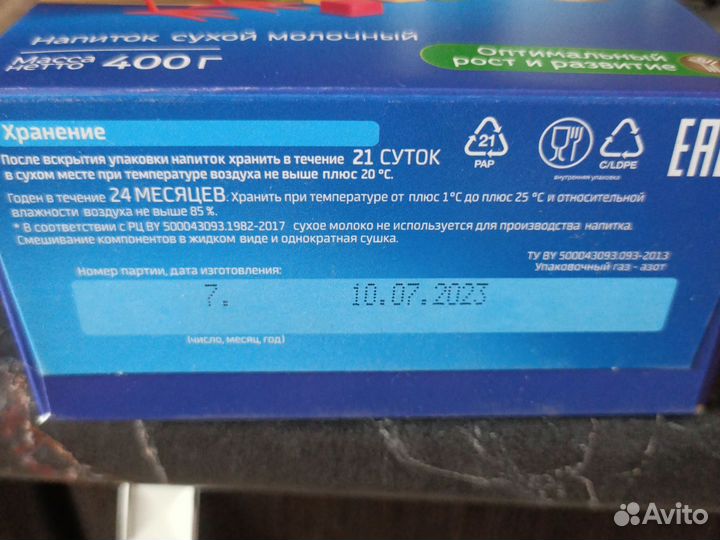 Напиток сухой молочный
Масса нетто 400 г
Оптимальный
рост и развитие
Хранение
После вскрытия упаковки напиток хранить в течение 21 СУТОК
в сухом месте при температуре воздуха не выше плюс 20 °С.
Годен в течение 24 МЕСЯЦЕВ. Хранить при температуре от плюс 1°С до плюс 25 °С и относительной
влажности воздуха не выше 85 %.
* В соответствии с РЦ BY 500043093.1982-2017 сухое молоко не используется для производства напитка.
Смешивание компонентов в жидком виде и однократная сушка.
21
PAP
внутренняя упаковка
C/LDPE
EAC
ТУ BY 500043093.093-2013
Упаковочный газ - азот
Номер партии, дата изготовления:
7. 10.07.2023
(число, месяц, год)
Avito